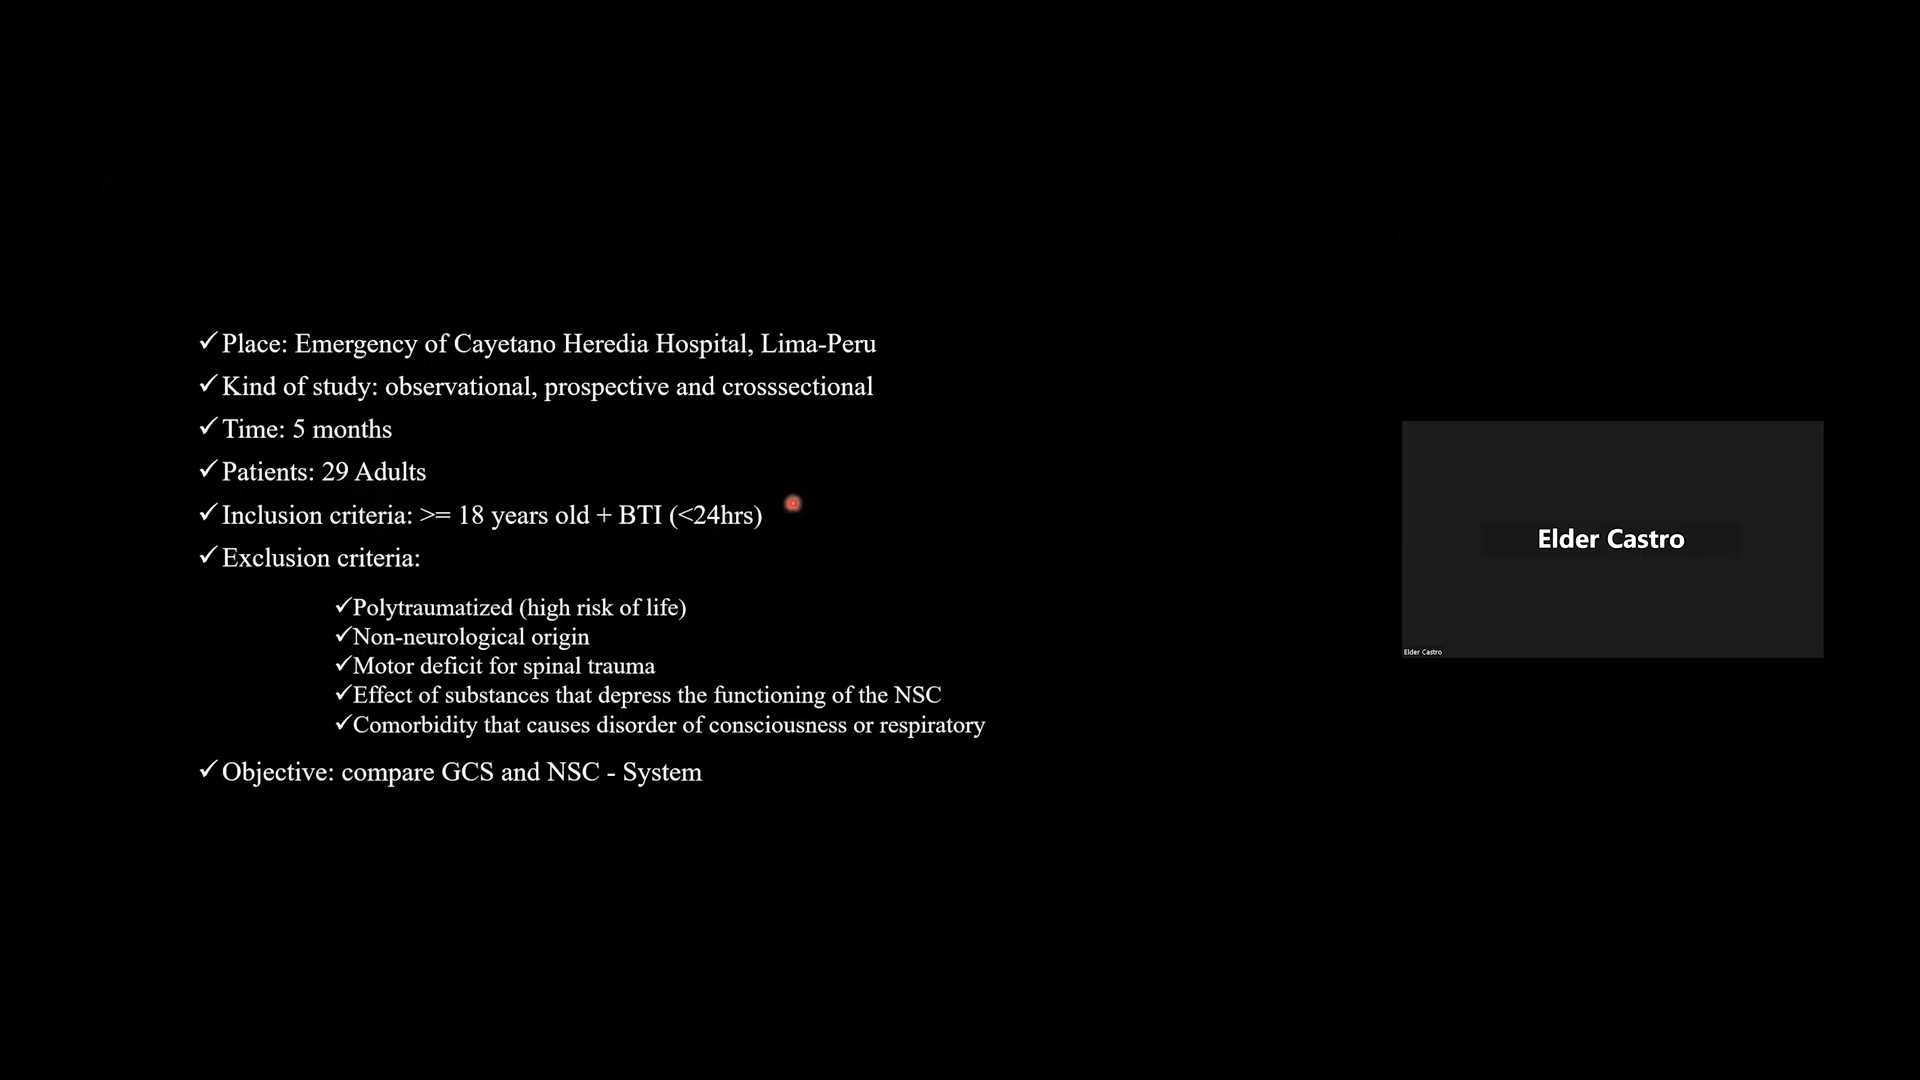 ✓Place: Emergency of Cayetano Heredia Hospital, Lima-Peru
✓Kind of study: observational, prospective and crosssectional
✓Time: 5 months
✓Patients: 29 Adults
✓Inclusion criteria: >= 18 years old + BTI (<24hrs)
✓Exclusion criteria:
✓Polytraumatized (high risk of life)
✓Non-neurological origin
✓Motor deficit for spinal trauma
✓Effect of substances that depress the functioning of the NSC
✓Comorbidity that causes disorder of consciousness or respiratory
✓Objective: compare GCS and NSC - System
Elder Castro
Elder Castro